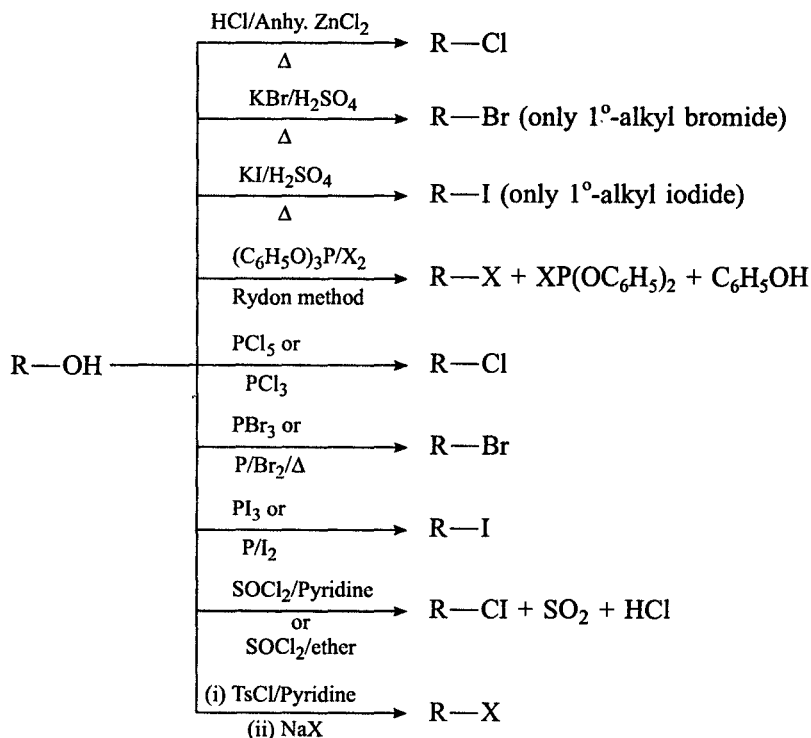 HCl/Anhy. ZnCl₂
Δ
R—Cl
KBr/H₂SO₄
Δ
R—Br (only 1°-alkyl bromide)
KI/H₂SO₄
Δ
R—I (only 1°-alkyl iodide)
(C₆H₅O)₃P/X₂
Rydon method
R—X + XP(OC₆H₅)₂ + C₆H₅OH
R—OH
PCl₅ or
PCl₃
R—Cl
PBr₃ or
P/Br₂/Δ
R—Br
PI₃ or
P/I₂
R—I
SOCl₂/Pyridine
or
SOCl₂/ether
R—CI + SO₂ + HCl
(i) TsCl/Pyridine
(ii) NaX
R—X